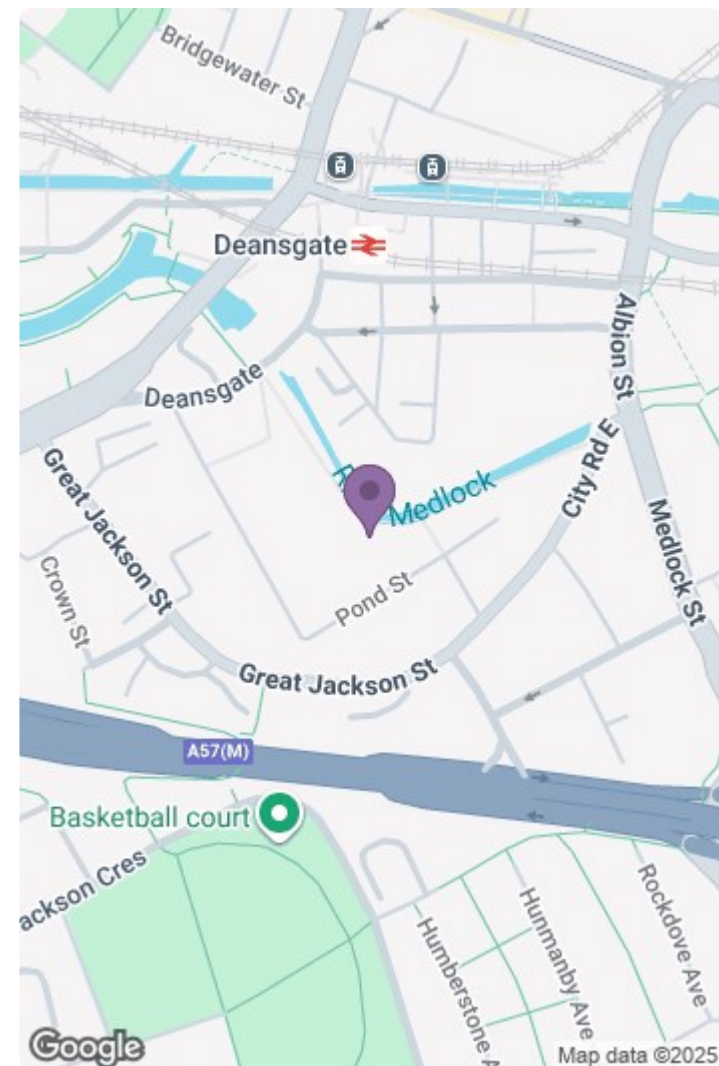 Bridgewater St
Deansgate
Albion St
Deansgate
City Rd E
Medlock
Great Jackson St
Medlock St
Crown St
Pond St
Great Jackson St
A57(M)
Basketball court
ackson Cres
Rockdove Ave
Hunmanby Ave
Humberstone A
Google
Map data ©2025